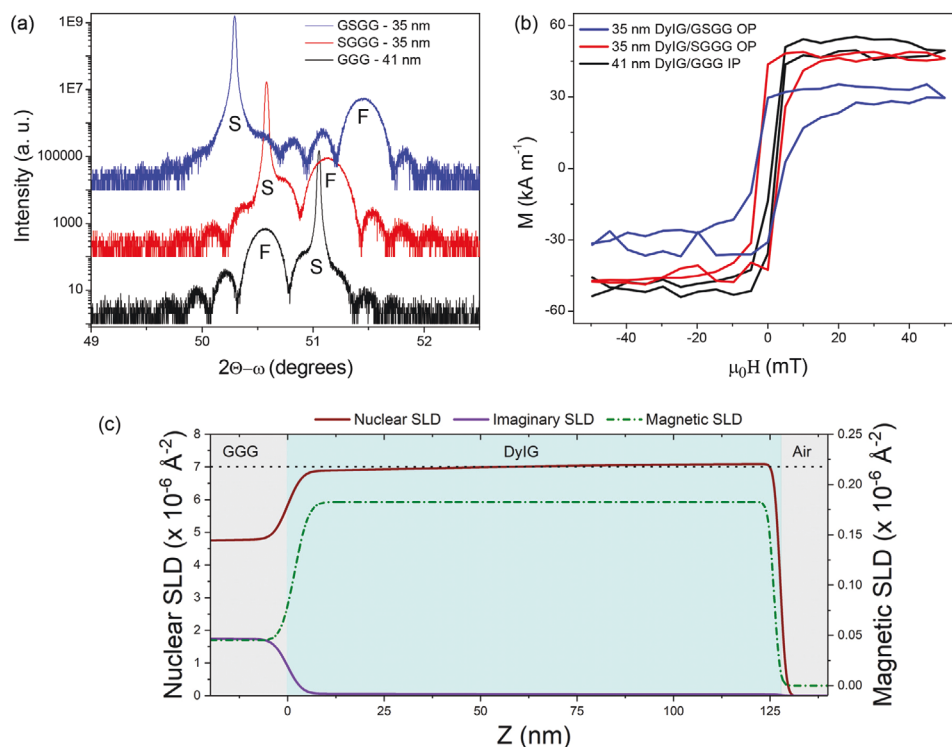 (a)
GSGG - 35 nm
SGGG - 35 nm
GGG - 41 nm
1E9
1E7
100000
1000
10
Intensity (a. u.)
S
F
S
F
F
S
49
50
51
52
2Θ-ω (degrees)
(b)
35 nm DyIG/GSGG OP
35 nm DyIG/SGGG OP
41 nm DyIG/GGG IP
60
30
0
-30
-60
M (kA m⁻¹)
-40
-20
0
20
40
μ₀H (mT)
(c)
Nuclear SLD
Imaginary SLD
Magnetic SLD
GGG
DyIG
Air
Nuclear SLD (x 10⁻⁶ Å⁻²)
8
7
6
5
4
3
2
1
0
0.25
0.20
0.15
0.10
0.05
0.00
Magnetic SLD (x 10⁻⁶ Å⁻²)
0
25
50
75
100
125
Z (nm)